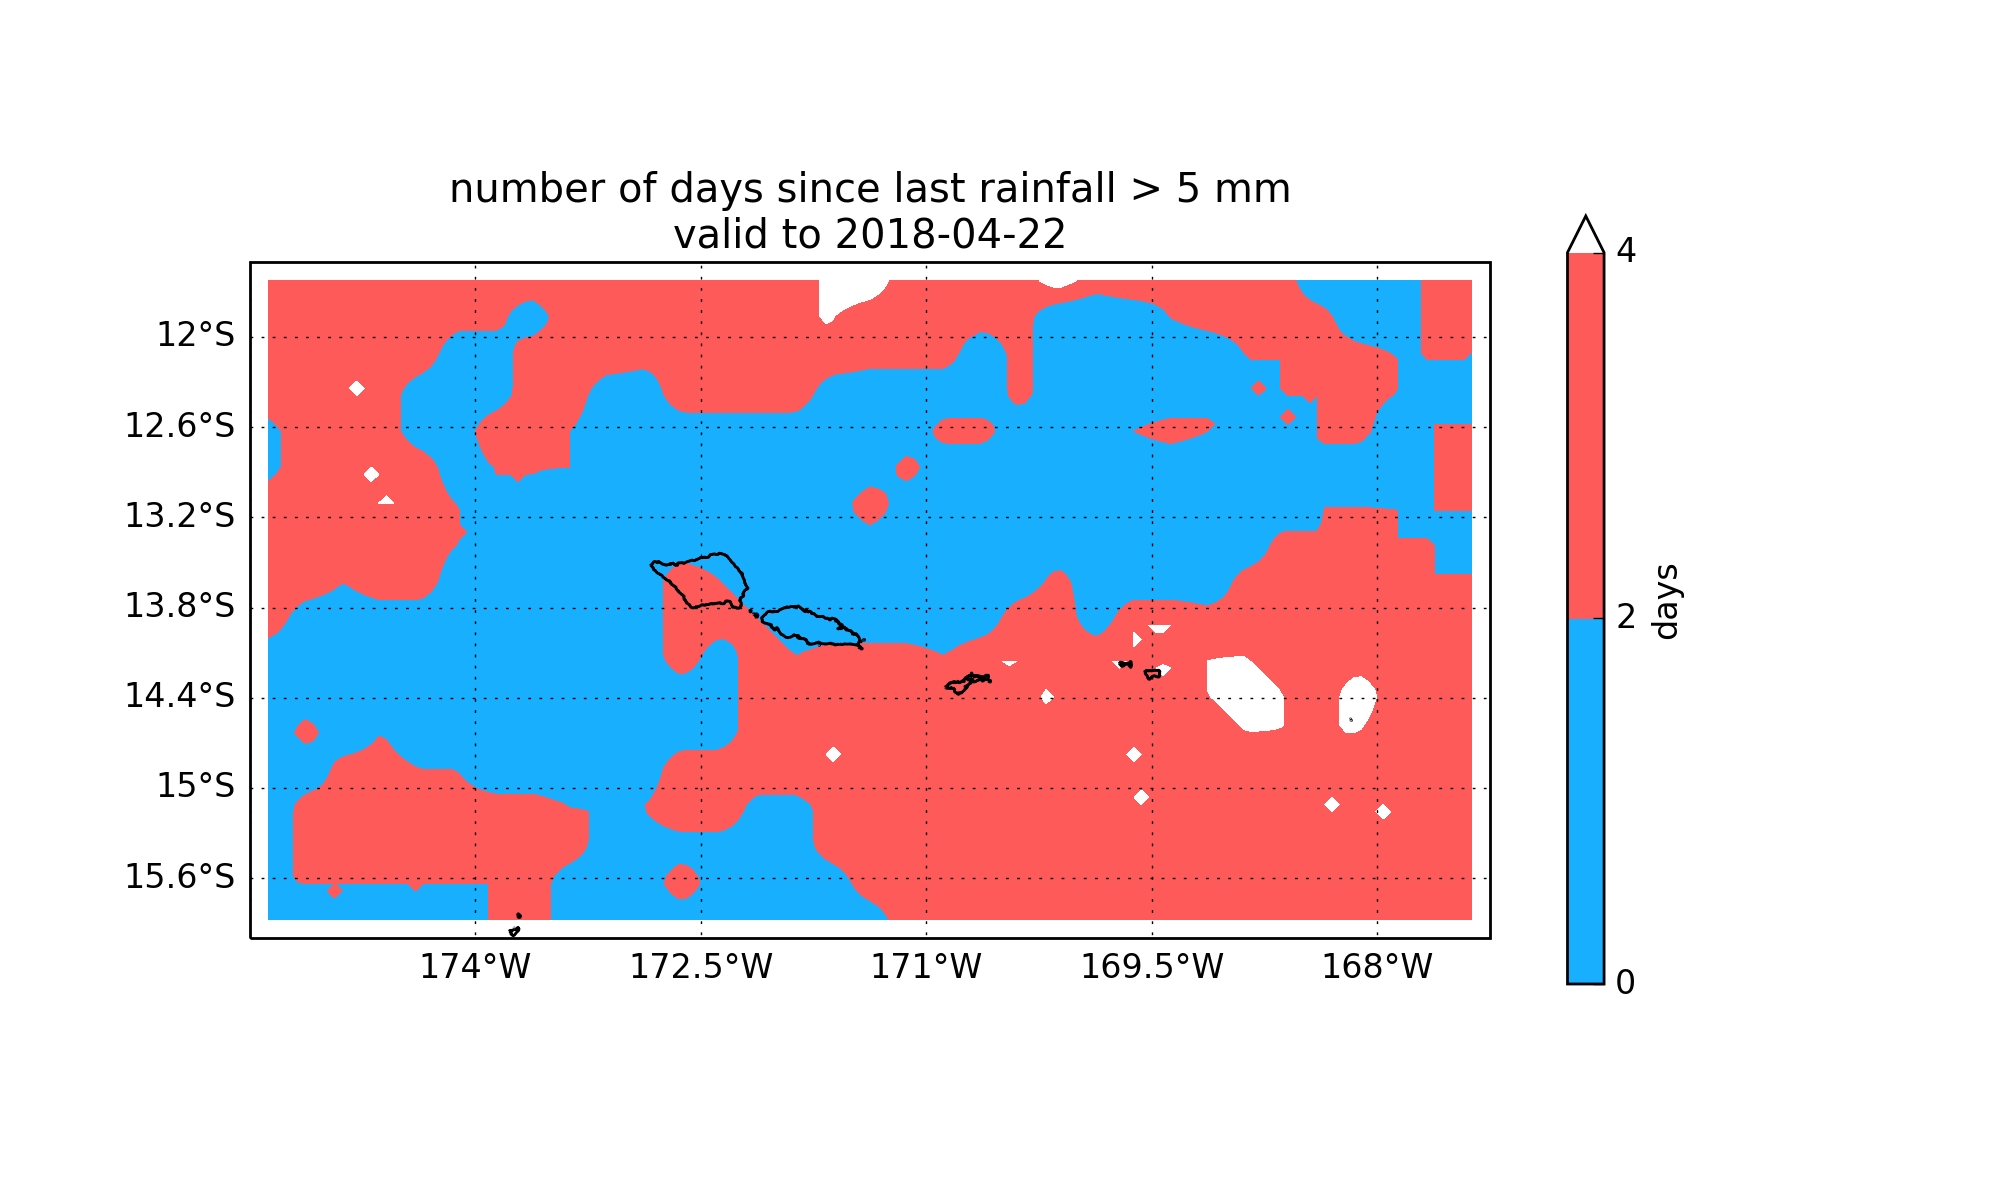 number of days since last rainfall > 5 mm
valid to 2018-04-22
12°S
12.6°S
13.2°S
13.8°S
14.4°S
15°S
15.6°S
174°W
172.5°W
171°W
169.5°W
168°W
4
2
0
days